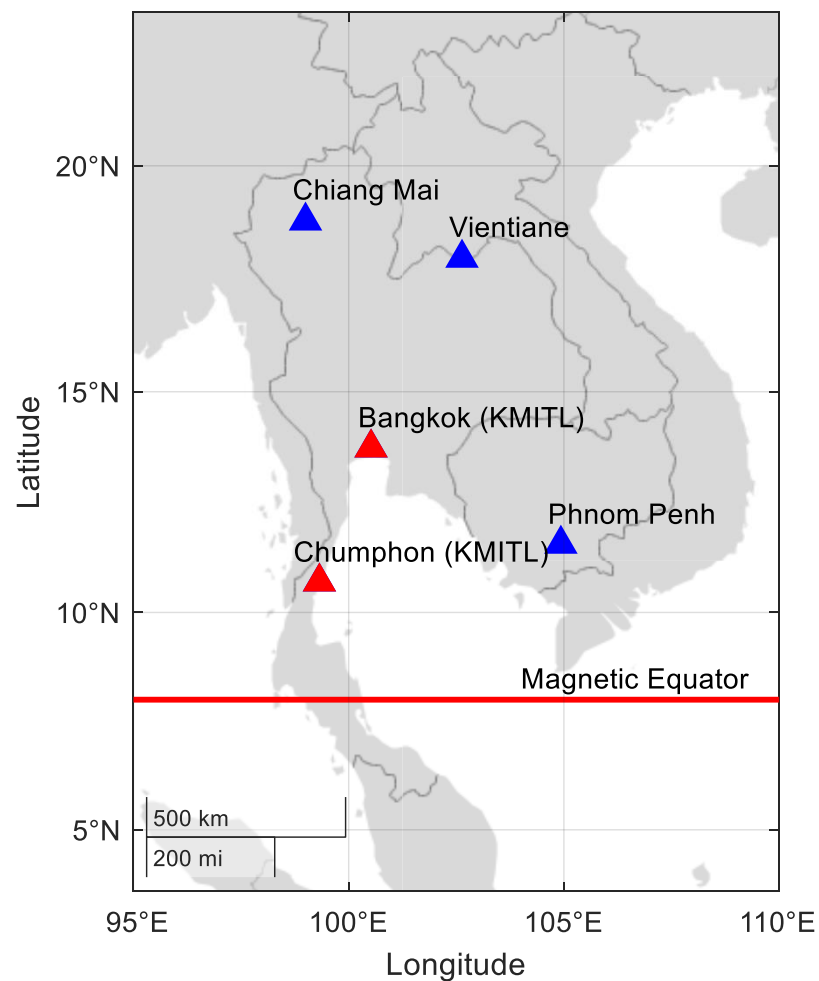 20°N
Chiang Mai
Vientiane
15°N
Bangkok (KMITL)
Phnom Penh
Chumphon (KMITL)
10°N
Magnetic Equator
5°N
500 km
200 mi
95°E
100°E
105°E
110°E
Longitude
Latitude